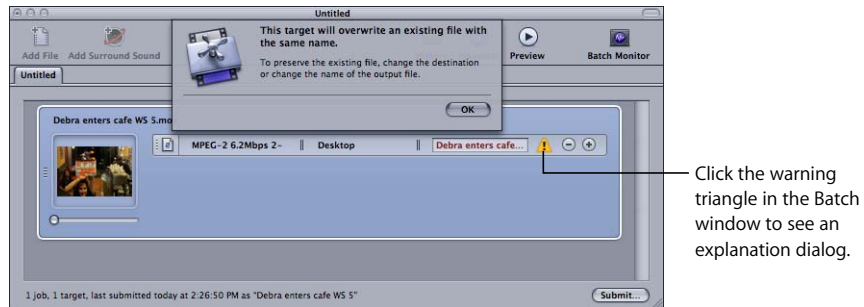 Untitled
This target will overwrite an existing file with
the same name.
To preserve the existing file, change the destination
or change the name of the output file.
OK
Add File Add Surround Sound
Preview
Batch Monitor
Untitled
Debra enters cafe WS 5.mo
MPEG-2 6.2Mbps 2-
Desktop
Debra enters cafe...
Click the warning
triangle in the Batch
window to see an
explanation dialog.
1 job, 1 target, last submitted today at 2:26:50 PM as "Debra enters cafe WS 5"
Submit...